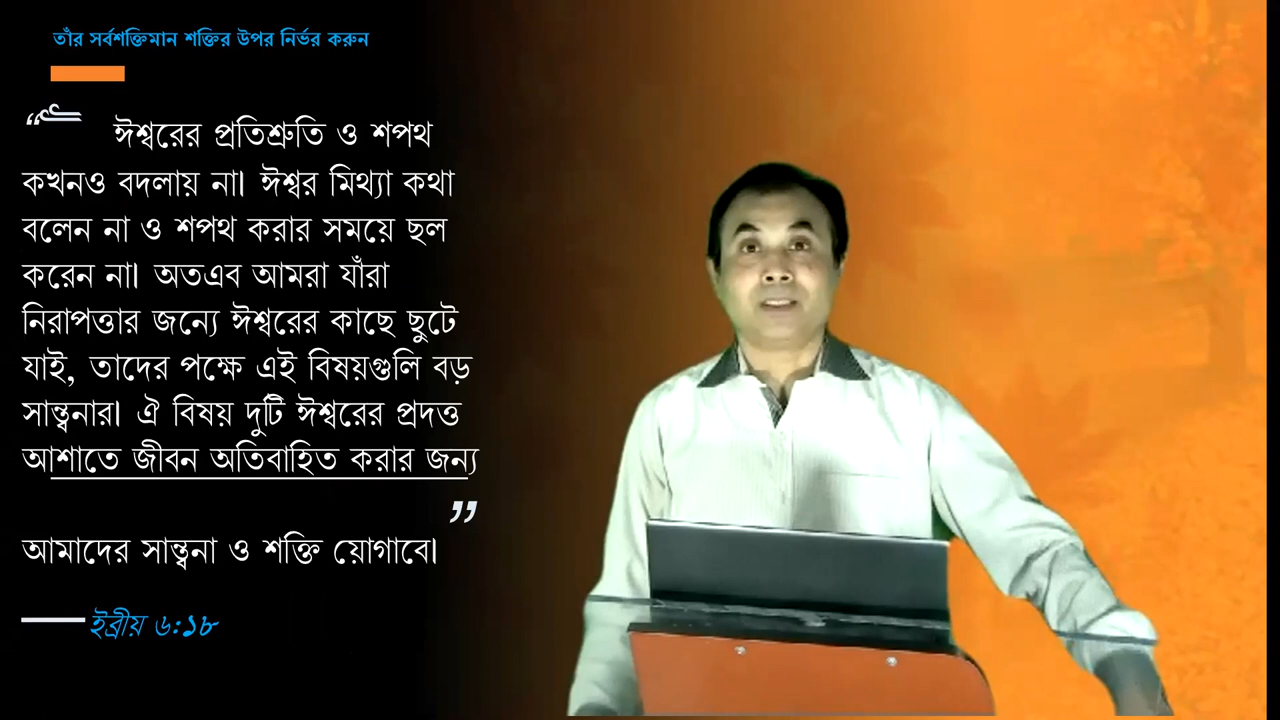 তাঁর সর্বশক্তিমান শক্তির উপর নির্ভর করুন
“ ঈশ্বরের প্রতিশ্রুতি ও শপথ
কখনও বদলায় না। ঈশ্বর মিথ্যা কথা
বলেন না ও শপথ করার সময়ে ছল
করেন না। অতএব আমরা যাঁরা
নিরাপত্তার জন্যে ঈশ্বরের কাছে ছুটে
যাই, তাদের পক্ষে এই বিষয়গুলি বড়
সান্ত্বনার। ঐ বিষয় দুটি ঈশ্বরের প্রদত্ত
আশাতে জীবন অতিবাহিত করার জন্য
”
আমাদের সান্ত্বনা ও শক্তি য়োগাবে।
ইব্রীয় ৬:১৮